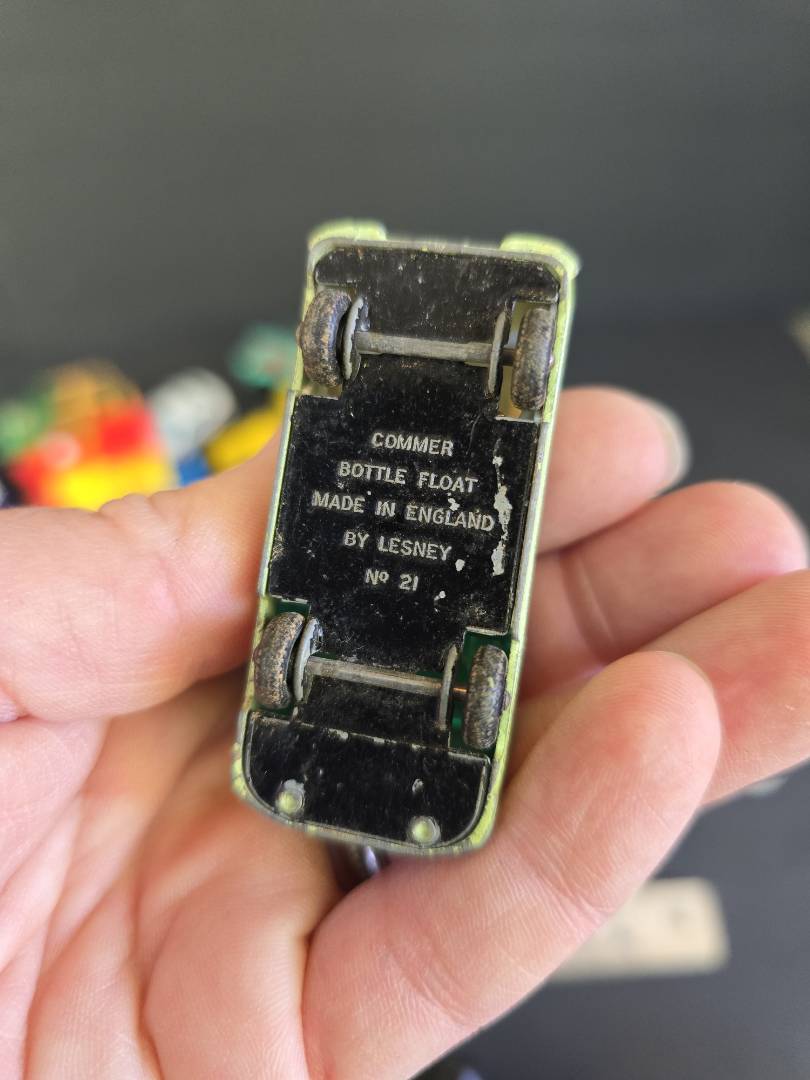 COMMER
BOTTLE FLOAT
MADE IN ENGLAND
BY LESNEY
Nº 21